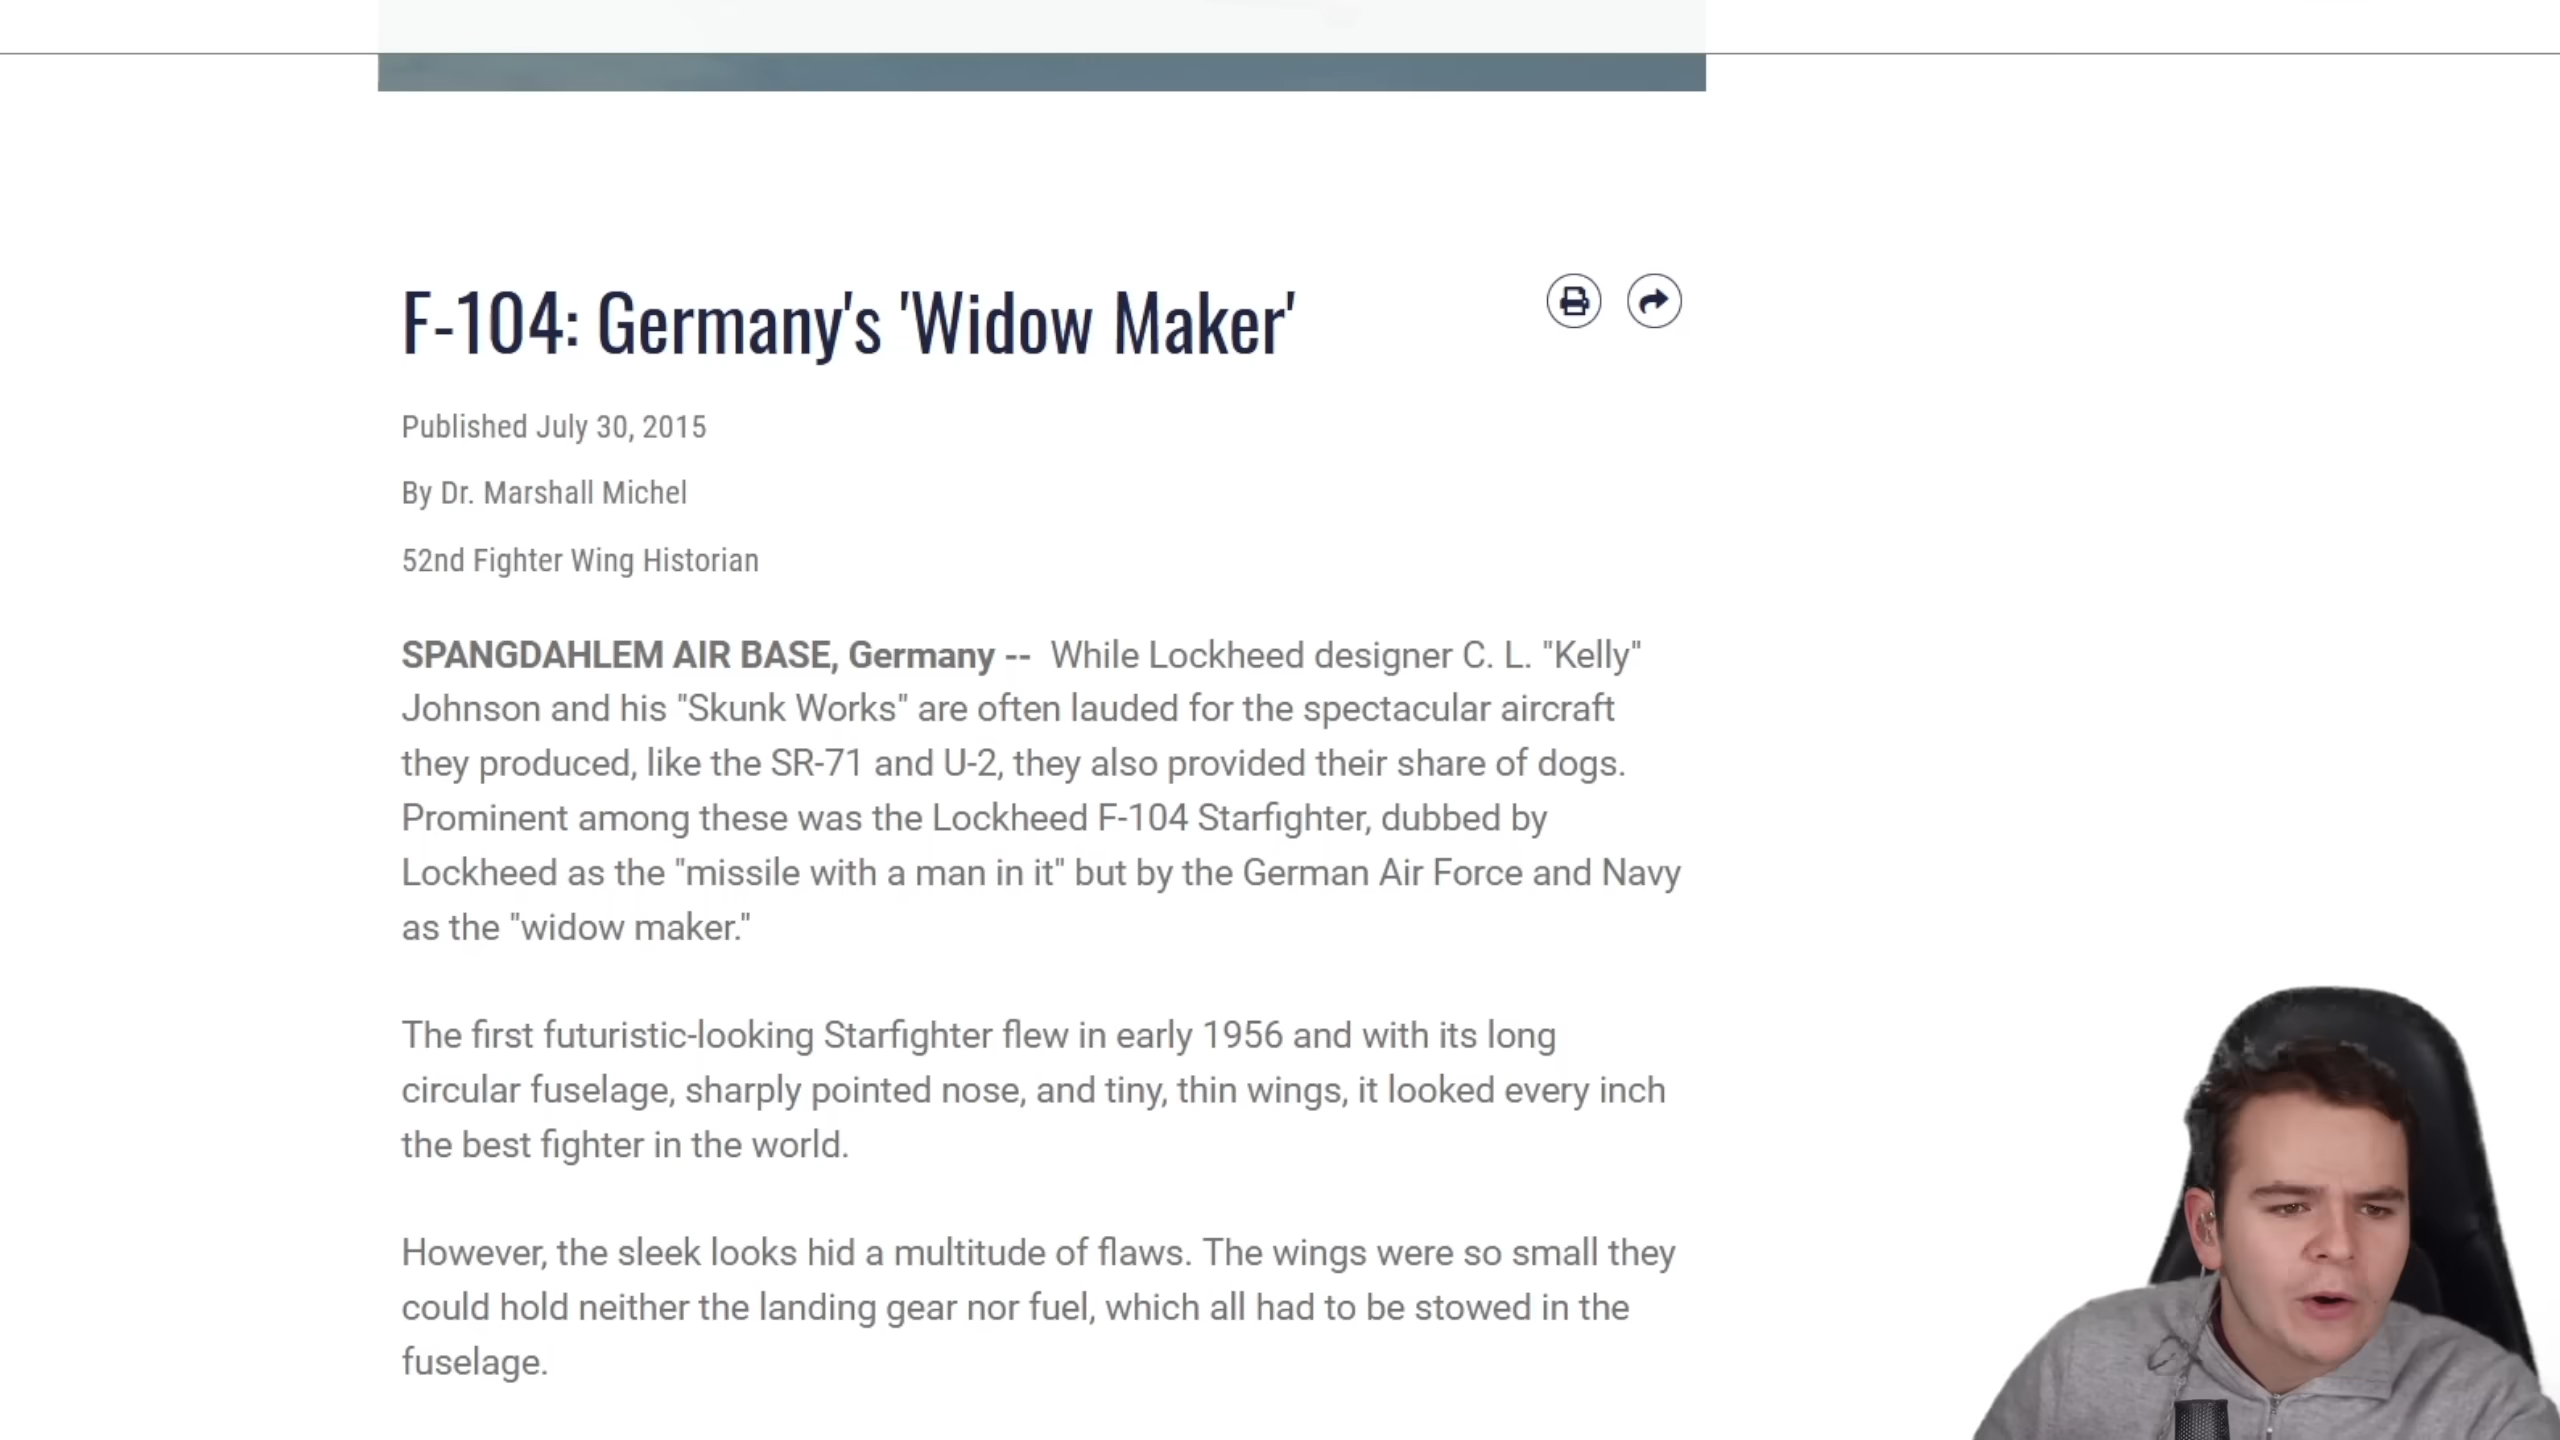 F-104: Germany's 'Widow Maker'
Published July 30, 2015
By Dr. Marshall Michel
52nd Fighter Wing Historian
SPANGDAHLEM AIR BASE, Germany -- While Lockheed designer C. L. "Kelly"
Johnson and his "Skunk Works" are often lauded for the spectacular aircraft
they produced, like the SR-71 and U-2, they also provided their share of dogs.
Prominent among these was the Lockheed F-104 Starfighter, dubbed by
Lockheed as the "missile with a man in it" but by the German Air Force and Navy
as the "widow maker."
The first futuristic-looking Starfighter flew in early 1956 and with its long
circular fuselage, sharply pointed nose, and tiny, thin wings, it looked every inch
the best fighter in the world.
However, the sleek looks hid a multitude of flaws. The wings were so small they
could hold neither the landing gear nor fuel, which all had to be stowed in the
fuselage.